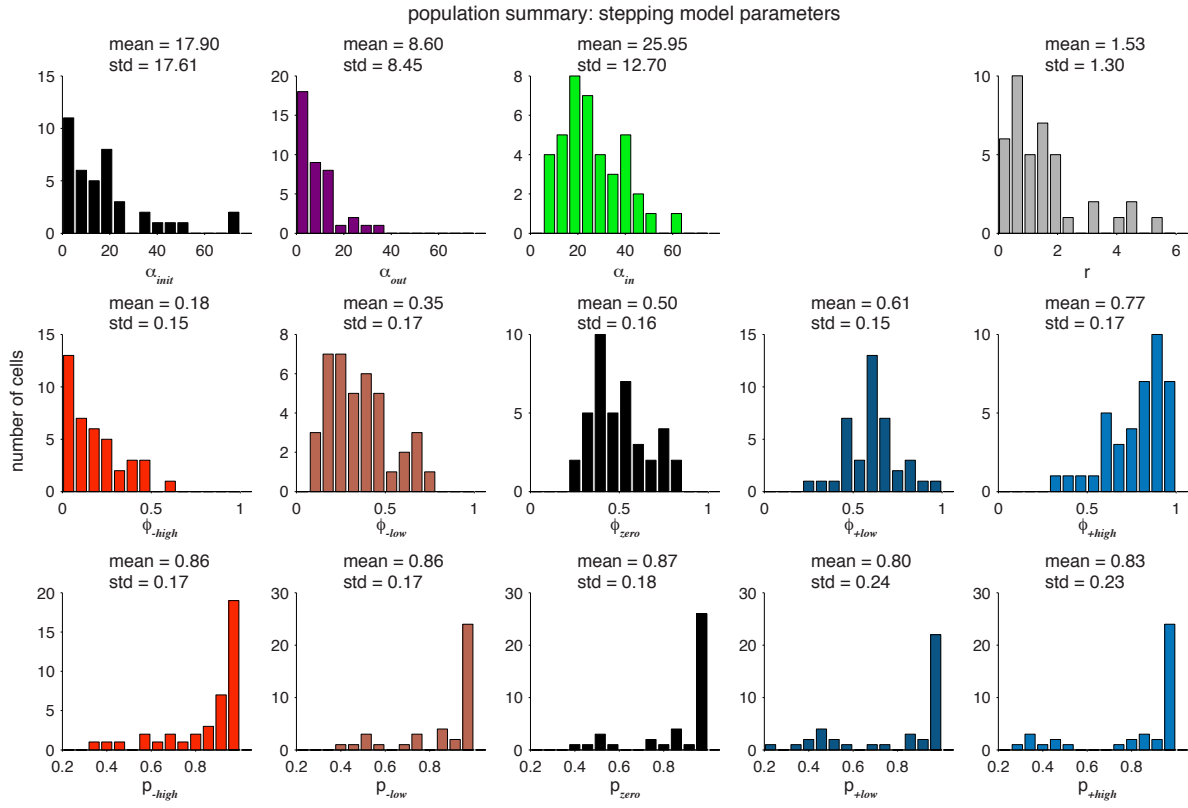 population summary: stepping model parameters
mean = 17.90
std = 17.61
mean = 8.60
std = 8.45
mean = 25.95
std = 12.70
mean = 1.53
std = 1.30
15
10
5
0
0 20 40 60
α_init
20
15
10
5
0
0 20 40 60
α_out
8
6
4
2
0
0 20 40 60
α_in
10
5
0
0 2 4 6
r
number of cells
mean = 0.18
std = 0.15
mean = 0.35
std = 0.17
mean = 0.50
std = 0.16
mean = 0.61
std = 0.15
mean = 0.77
std = 0.17
15
10
5
0
0 0.5 1
ϕ_-high
8
6
4
2
0
0 0.5 1
ϕ_-low
10
5
0
0 0.5 1
ϕ_zero
15
10
5
0
0 0.5 1
ϕ_+low
10
5
0
0 0.5 1
ϕ_+high
mean = 0.86
std = 0.17
mean = 0.86
std = 0.17
mean = 0.87
std = 0.18
mean = 0.80
std = 0.24
mean = 0.83
std = 0.23
20
15
10
5
0
0.2 0.4 0.6 0.8
p_-high
30
20
10
0
0.2 0.4 0.6 0.8
p_-low
30
20
10
0
0.2 0.4 0.6 0.8
p_zero
30
20
10
0
0.2 0.4 0.6 0.8
p_+low
30
20
10
0
0.2 0.4 0.6 0.8
p_+high